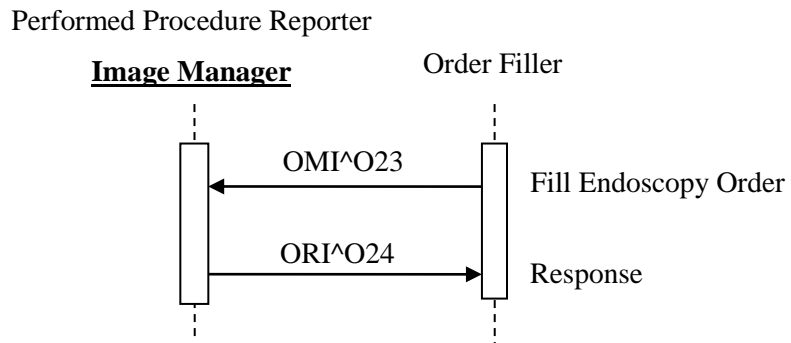 Performed Procedure Reporter
Image Manager
Order Filler
OMI^O23
Fill Endoscopy Order
ORI^O24
Response